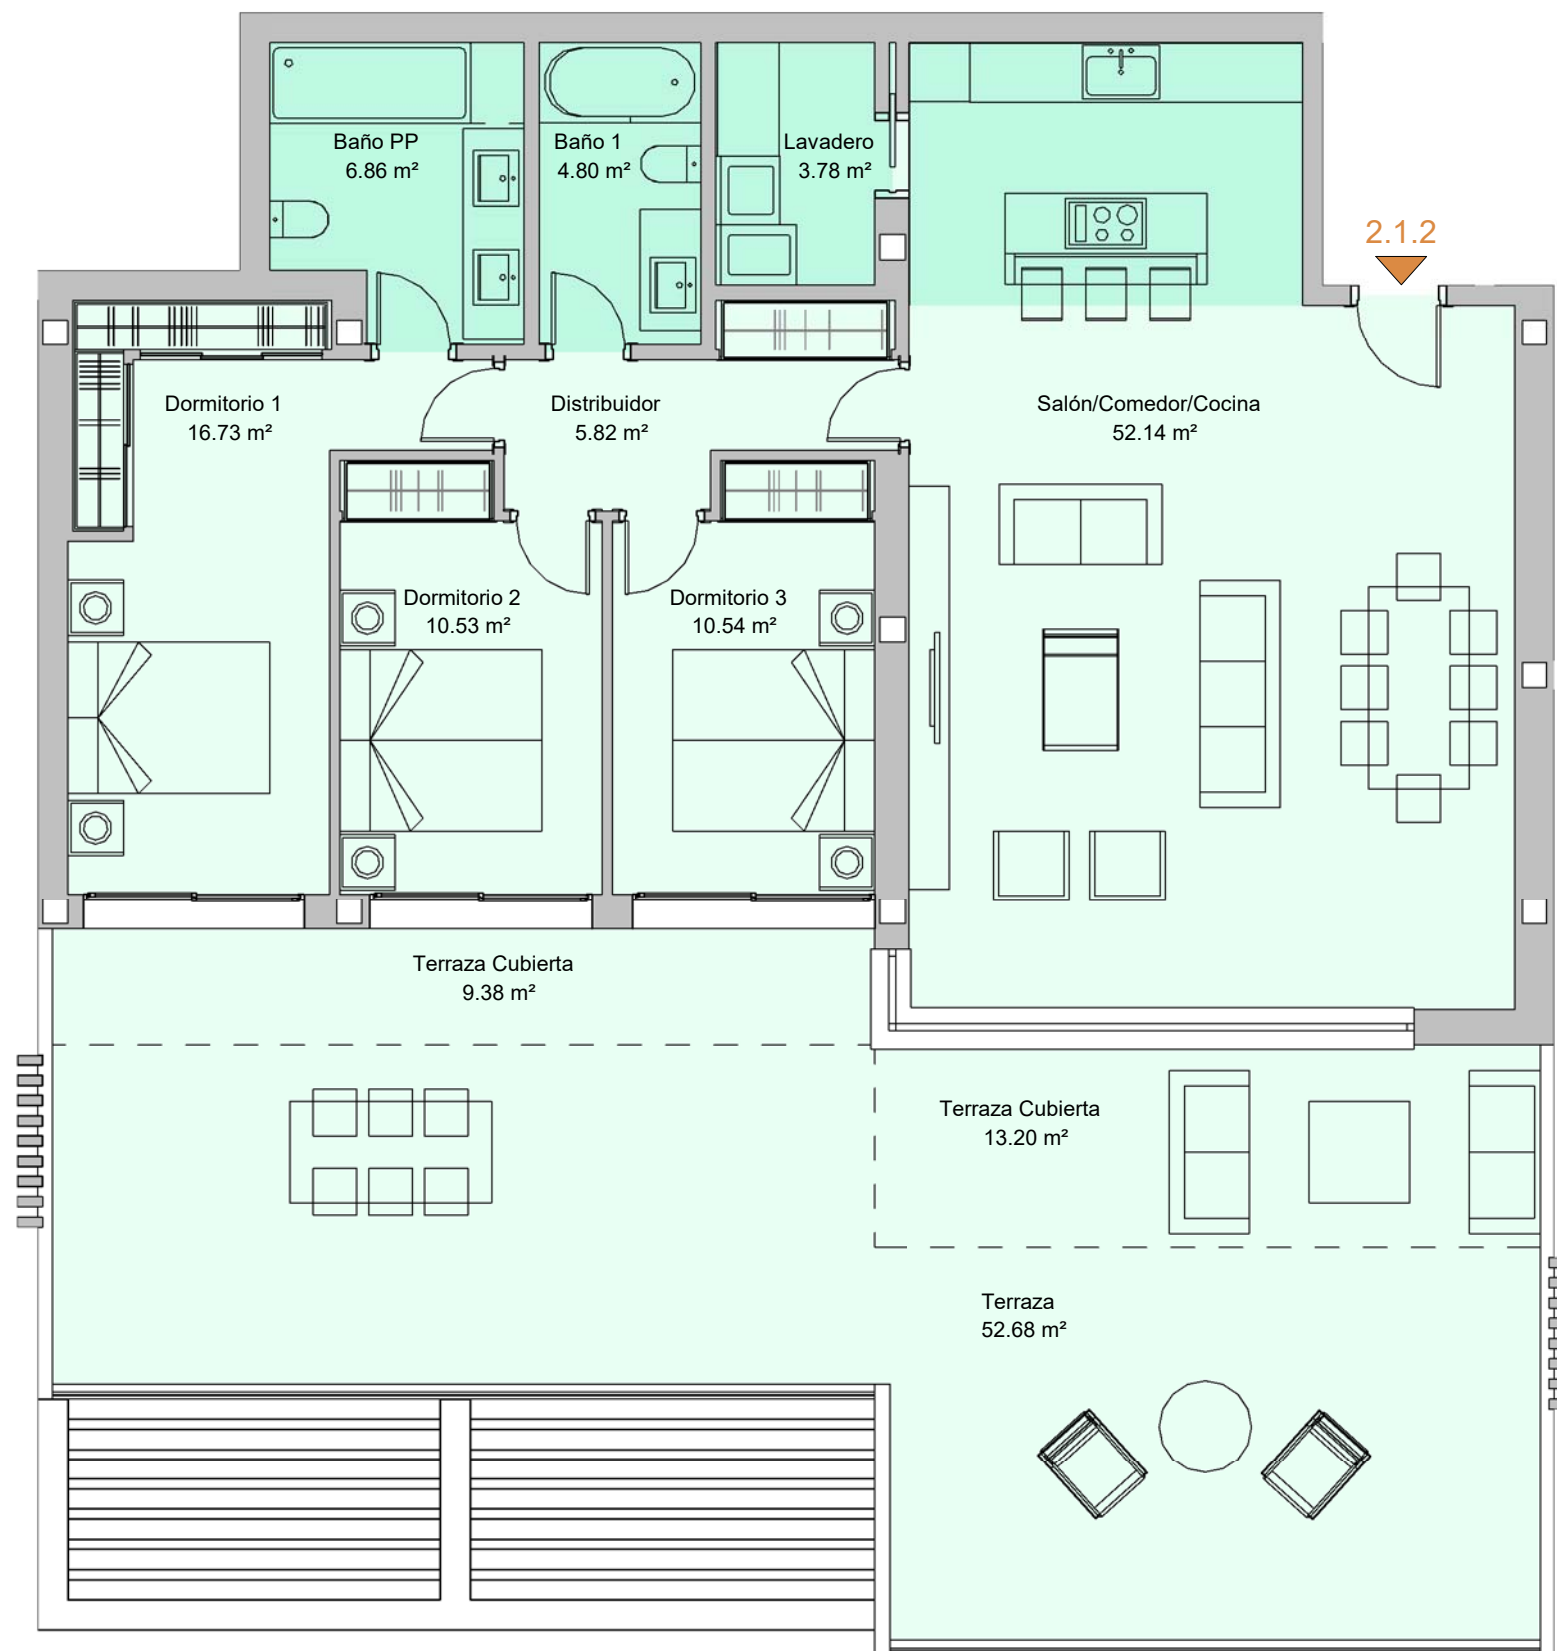 Baño PP
6.86 m²
Baño 1
4.80 m²
Lavadero
3.78 m²
2.1.2
Dormitorio 1
16.73 m²
Distribuidor
5.82 m²
Salón/Comedor/Cocina
52.14 m²
Dormitorio 2
10.53 m²
Dormitorio 3
10.54 m²
Terraza Cubierta
9.38 m²
Terraza Cubierta
13.20 m²
Terraza
52.68 m²